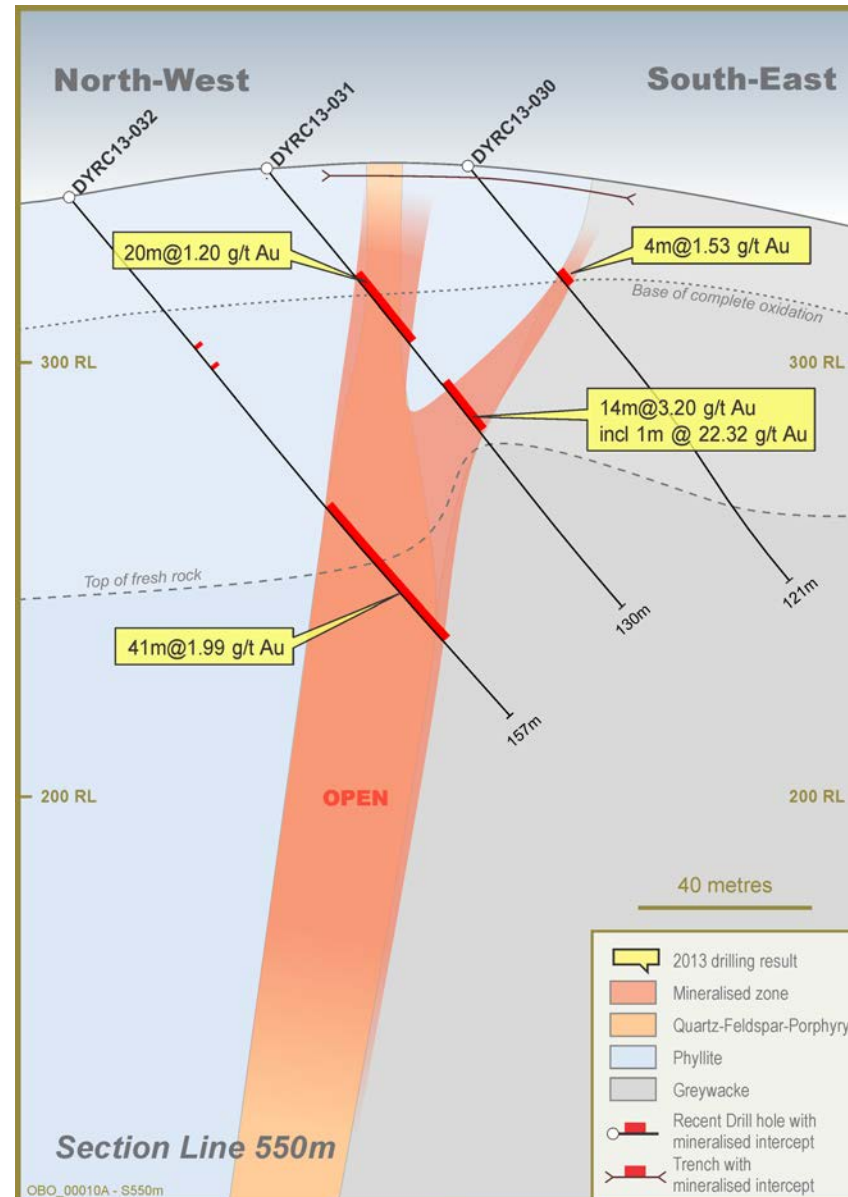 North-West
South-East
DYRC13-032
DYRC13-031
DYRC13-030
20m@1.20 g/t Au
4m@1.53 g/t Au
Base of complete oxidation
300 RL
300 RL
14m@3.20 g/t Au
incl 1m @ 22.32 g/t Au
Top of fresh rock
121m
130m
41m@1.99 g/t Au
157m
OPEN
200 RL
200 RL
40 metres
2013 drilling result
Mineralised zone
Quartz-Feldspar-Porphyry
Phyllite
Greywacke
Recent Drill hole with
mineralised intercept
Trench with
mineralised intercept
Section Line 550m
OBO_00010A - S550m